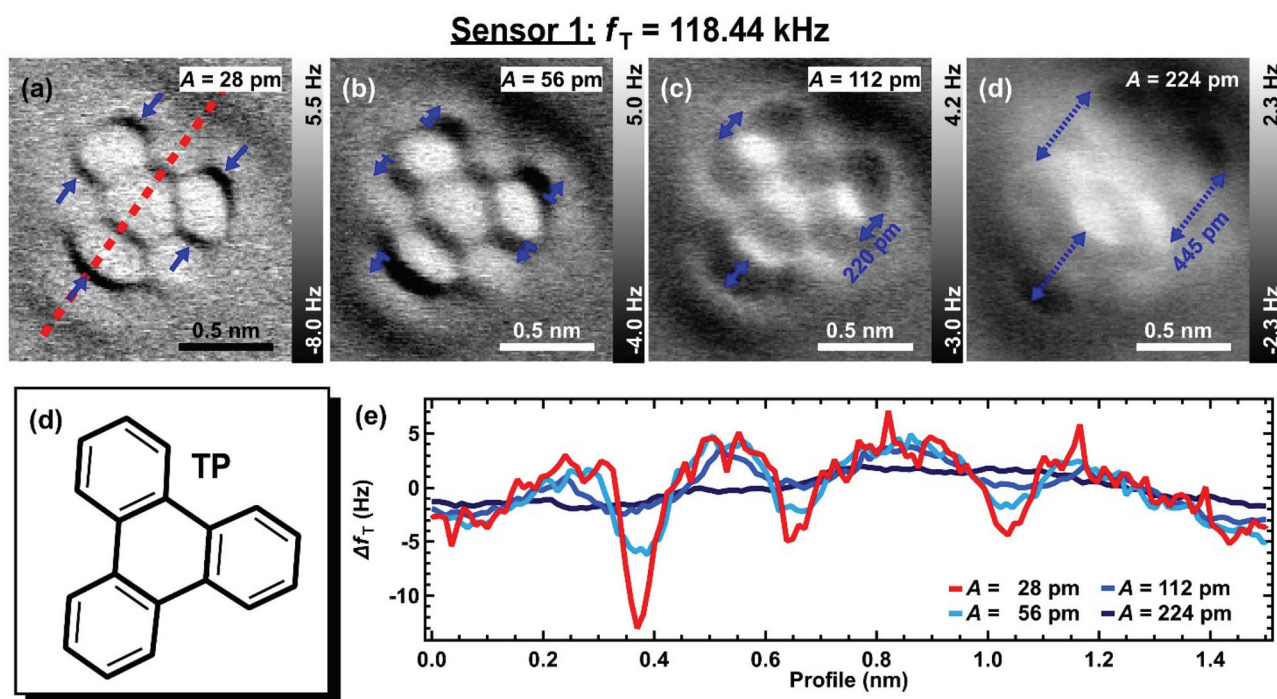 Sensor 1: fT = 118.44 kHz
(a)
A = 28 pm
5.5 Hz
-8.0 Hz
0.5 nm
(b)
A = 56 pm
5.0 Hz
-4.0 Hz
0.5 nm
(c)
A = 112 pm
220 pm
4.2 Hz
-3.0 Hz
0.5 nm
(d)
A = 224 pm
445 pm
2.3 Hz
-2.3 Hz
0.5 nm
(d)
TP
(e)
5
0
-5
-10
ΔfT (Hz)
A = 28 pm
A = 56 pm
A = 112 pm
A = 224 pm
0.0 0.2 0.4 0.6 0.8 1.0 1.2 1.4
Profile (nm)